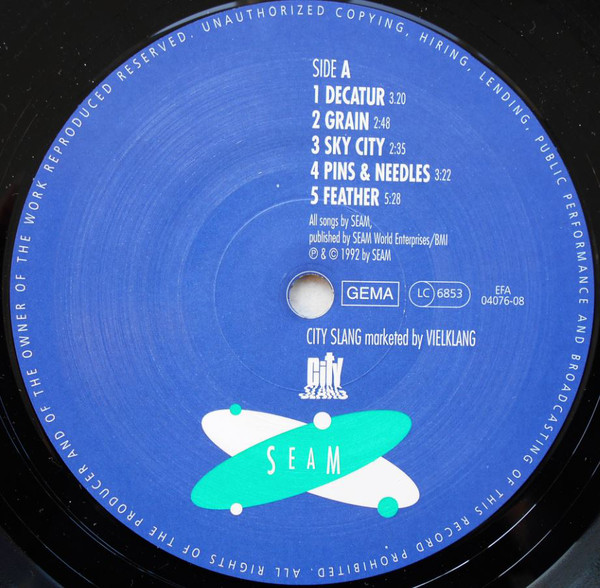 SIDE A
1 DECATUR 3.20
2 GRAIN 2:48
3 SKY CITY 2:35
4 PINS & NEEDLES 3:22
5 FEATHER 5:28
All songs by SEAM,
published by SEAM World Enterprises/BMI
℗ & © 1992 by SEAM
GEMA LC 6853 EFA
04076-08
CITY SLANG marketed by VIELKLANG
City
SLANG
SEAM
ALL RIGHTS OF THE PRODUCER AND OF THE OWNER OF THE WORK REPRODUCED RESERVED. UNAUTHORIZED COPYING, HIRING, LENDING, PUBLIC PERFORMANCE AND BROADCASTING OF THIS RECORD PROHIBITED.